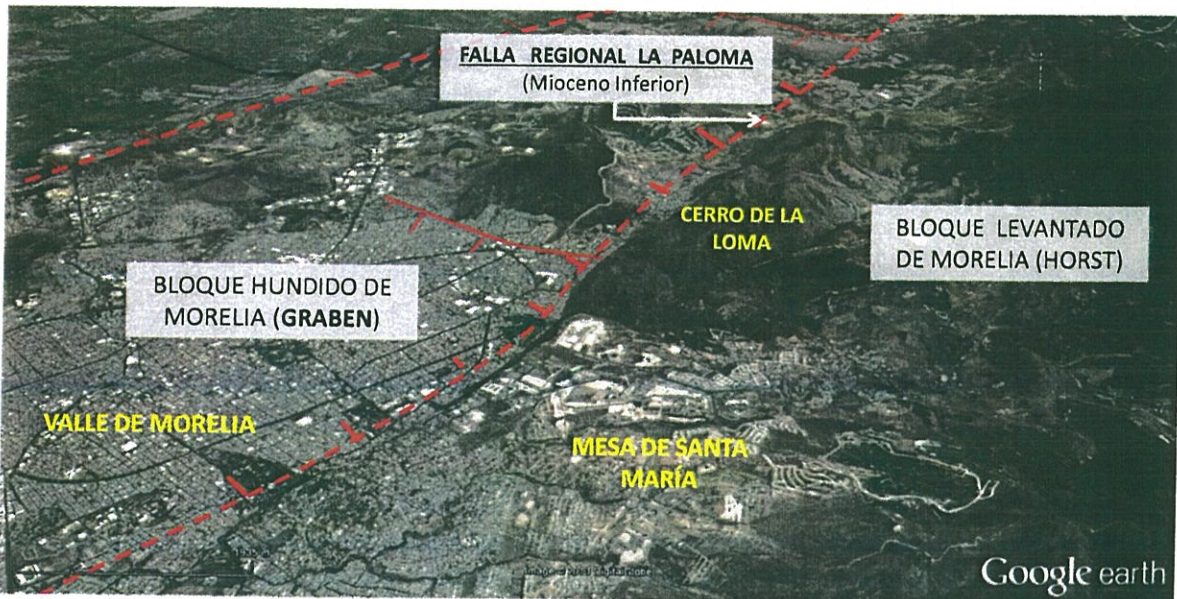 FALLA REGIONAL LA PALOMA
(Mioceno Inferior)
CERRO DE LA
LOMA
BLOQUE LEVANTADO
DE MORELIA (HORST)
BLOQUE HUNDIDO DE
MORELIA (GRABEN)
VALLE DE MORELIA
MESA DE SANTA
MARÍA
Google earth